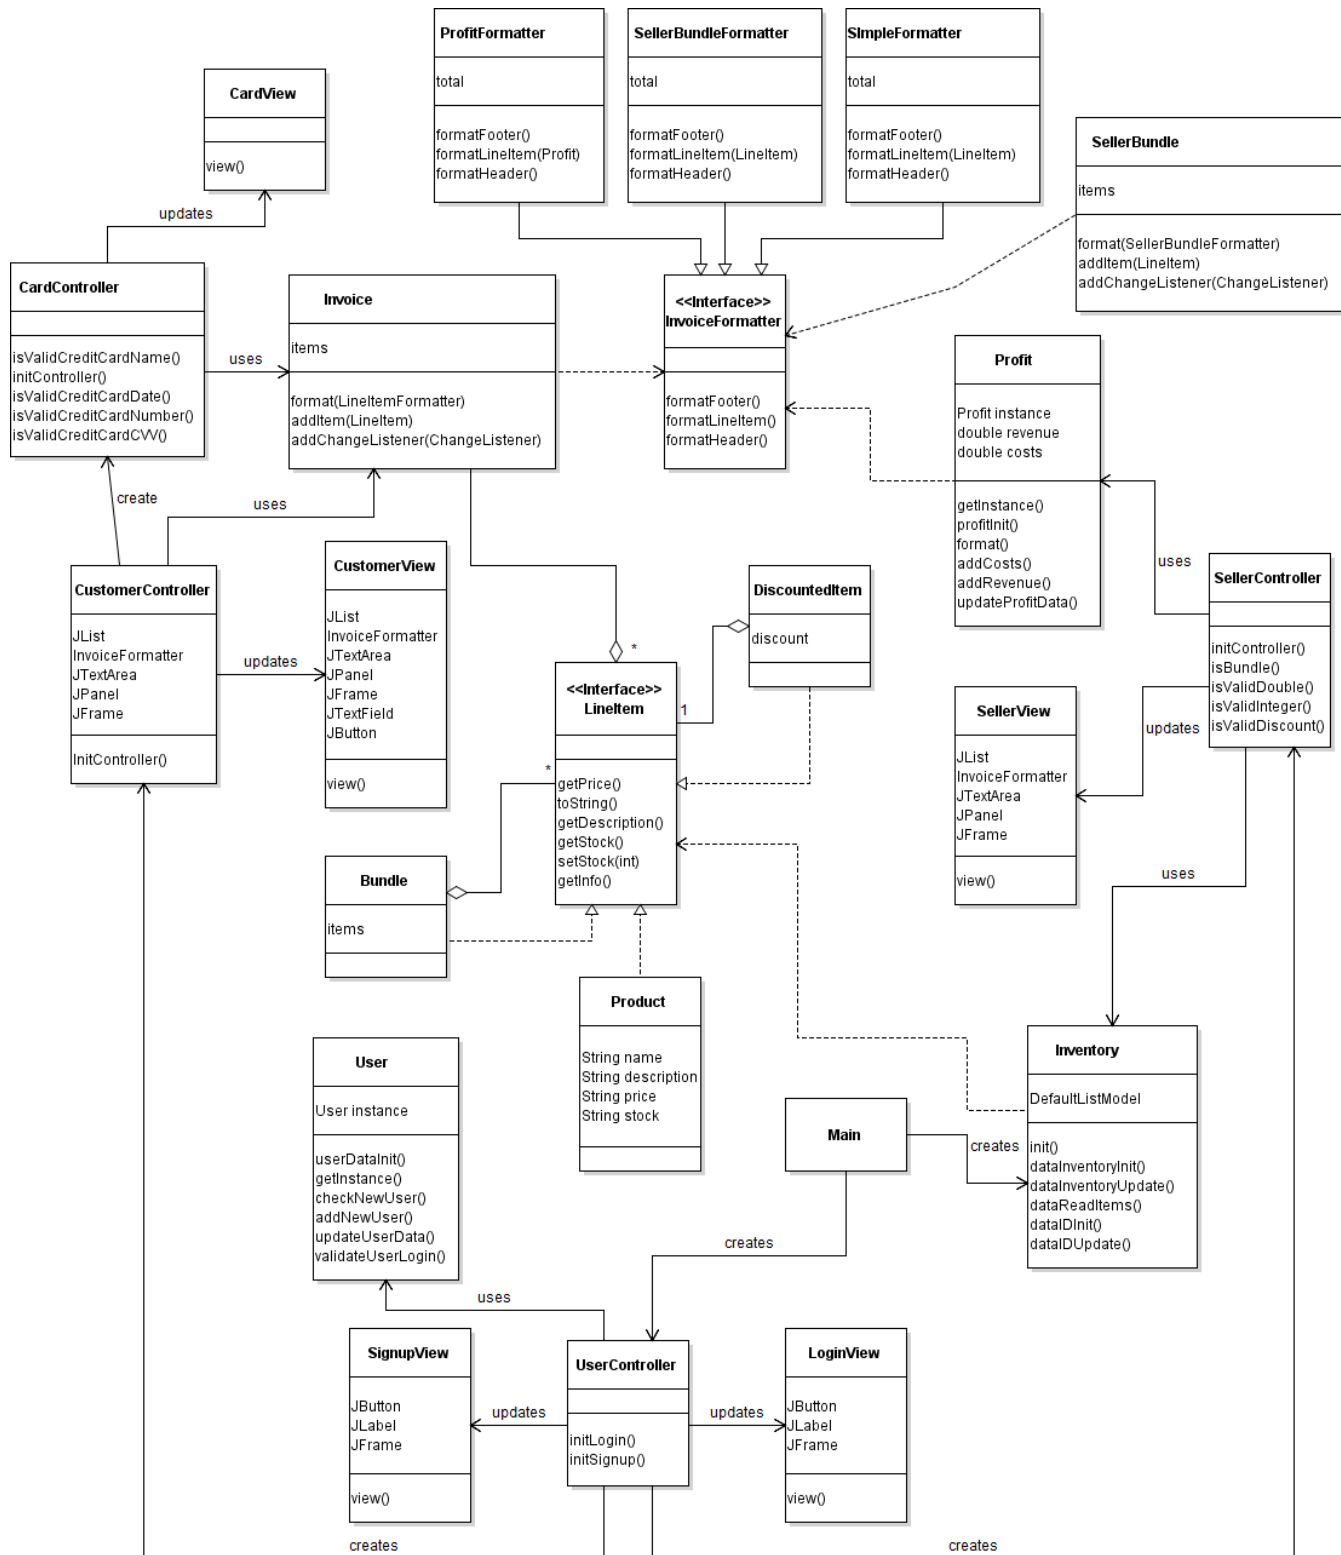 ProfitFormatter
total
formatFooter()
formatLineItem(Profit)
formatHeader()
SellerBundleFormatter
total
formatFooter()
formatLineItem(LineItem)
formatHeader()
SImpleFormatter
total
formatFooter()
formatLineItem(LineItem)
formatHeader()
CardView
view()
SellerBundle
items
format(SellerBundleFormatter)
addItem(LineItem)
addChangeListener(ChangeListener)
updates
CardController
isValidCreditCardName()
initController()
isValidCreditCardDate()
isValidCreditCardNumber()
isValidCreditCardCVV()
uses
Invoice
items
format(LineItemFormatter)
addItem(LineItem)
addChangeListener(ChangeListener)
<<Interface>>
InvoiceFormatter
formatFooter()
formatLineItem()
formatHeader()
Profit
Profit instance
double revenue
double costs
getInstance()
profitInit()
format()
addCosts()
addRevenue()
updateProfitData()
create
uses
uses
CustomerController
JList
InvoiceFormatter
JTextArea
JPanel
JFrame
InitController()
updates
CustomerView
JList
InvoiceFormatter
JTextArea
JPanel
JFrame
JTextField
JButton
view()
DiscountedItem
discount
SellerController
initController()
isBundle()
isValidDouble()
isValidInteger()
isValidDiscount()
*
<<Interface>>
LineItem
getPrice()
toString()
getDescription()
getStock()
setStock(int)
getInfo()
1
*
SellerView
JList
InvoiceFormatter
JTextArea
JPanel
JFrame
view()
updates
Bundle
items
uses
Product
String name
String description
String price
String stock
User
User instance
userDataInit()
getInstance()
checkNewUser()
addNewUser()
updateUserData()
validateUserLogin()
Main
creates
Inventory
DefaultListModel
init()
dataInventoryInit()
dataInventoryUpdate()
dataReadItems()
dataIDInit()
dataIDUpdate()
creates
uses
SignupView
JButton
JLabel
JFrame
view()
updates
UserController
initLogin()
initSignup()
updates
LoginView
JButton
JLabel
JFrame
view()
creates
creates